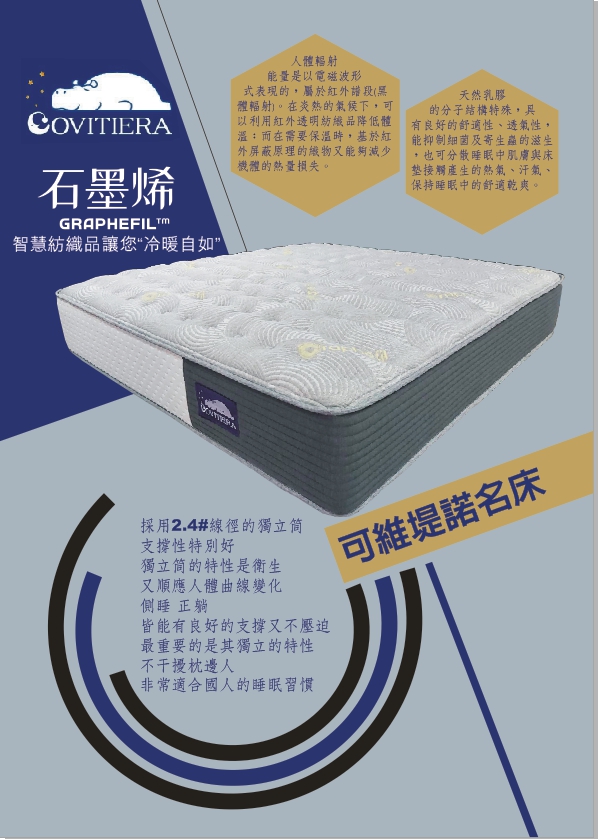 COVITIERA
石墨烯
GRAPHEFIL™
智慧紡織品讓您“冷暖自如”
人體輻射
能量是以電磁波形
式表現的，屬於紅外譜段(黑
體輻射)。在炎熱的氣候下，可
以利用紅外透明紡織品降低體
溫；而在需要保溫時，基於紅
外屏蔽原理的織物又能夠減少
機體的熱量損失。
天然乳膠
的分子結構特殊，具
有良好的舒適性、透氣性，
能抑制細菌及寄生蟲的滋生
，也可分散睡眠中肌膚與床
墊接觸產生的熱氣、汗氣、
保持睡眠中的舒適乾爽。
COVITIERA
可維堤諾名床
採用2.4#線徑的獨立筒
支撐性特別好
獨立筒的特性是衛生
又順應人體曲線變化
側睡 正躺
皆能有良好的支撐又不壓迫
最重要的是其獨立的特性
不干擾枕邊人
非常適合國人的睡眠習慣